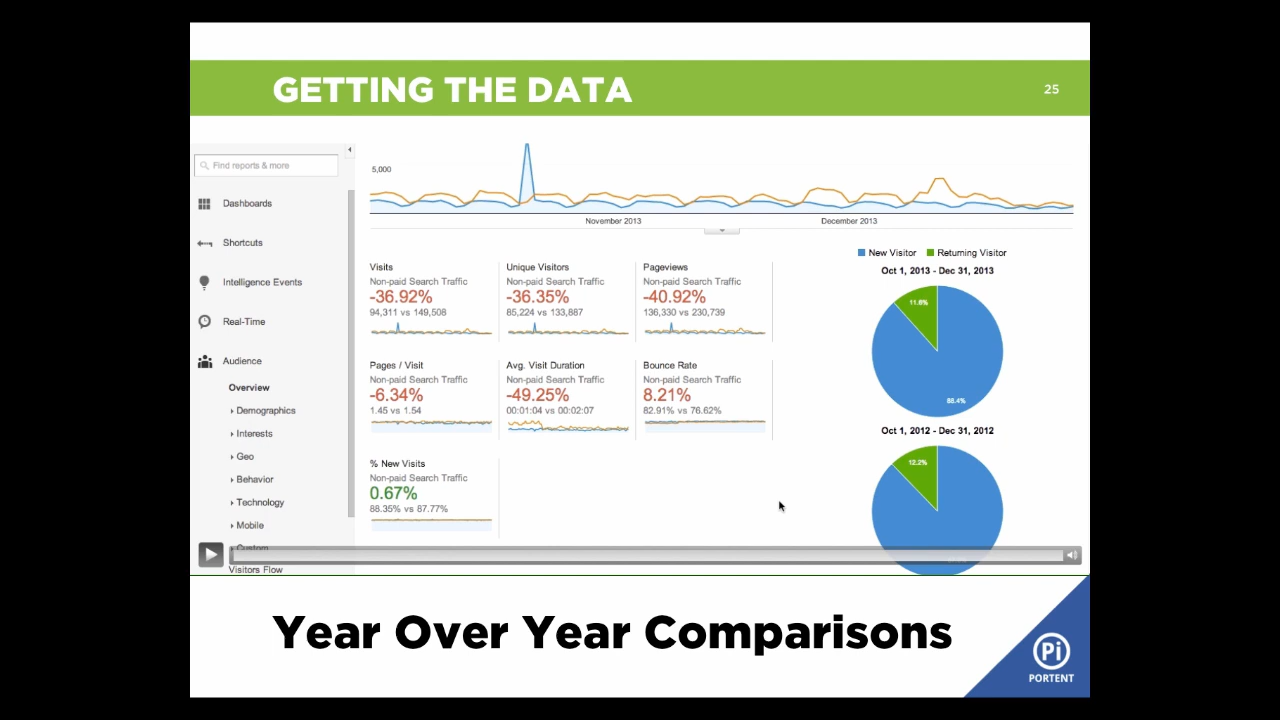 GETTING THE DATA
25
Find reports & more
Dashboards
Shortcuts
Intelligence Events
Real-Time
Audience
Overview
Demographics
Interests
Geo
Behavior
Technology
Mobile
Custom
Visitors Flow
5,000
November 2013
December 2013
Visits
Non-paid Search Traffic
-36.92%
94,311 vs 149,508
Unique Visitors
Non-paid Search Traffic
-36.35%
85,224 vs 133,887
Pageviews
Non-paid Search Traffic
-40.92%
136,330 vs 230,739
Pages / Visit
Non-paid Search Traffic
-6.34%
1.45 vs 1.54
Avg. Visit Duration
Non-paid Search Traffic
-49.25%
00:01:04 vs 00:02:07
Bounce Rate
Non-paid Search Traffic
8.21%
82.91% vs 76.62%
% New Visits
Non-paid Search Traffic
0.67%
88.35% vs 87.77%
New Visitor
Returning Visitor
Oct 1, 2013 - Dec 31, 2013
11.6%
88.4%
Oct 1, 2012 - Dec 31, 2012
12.2%
Year Over Year Comparisons
Pi
PORTENT